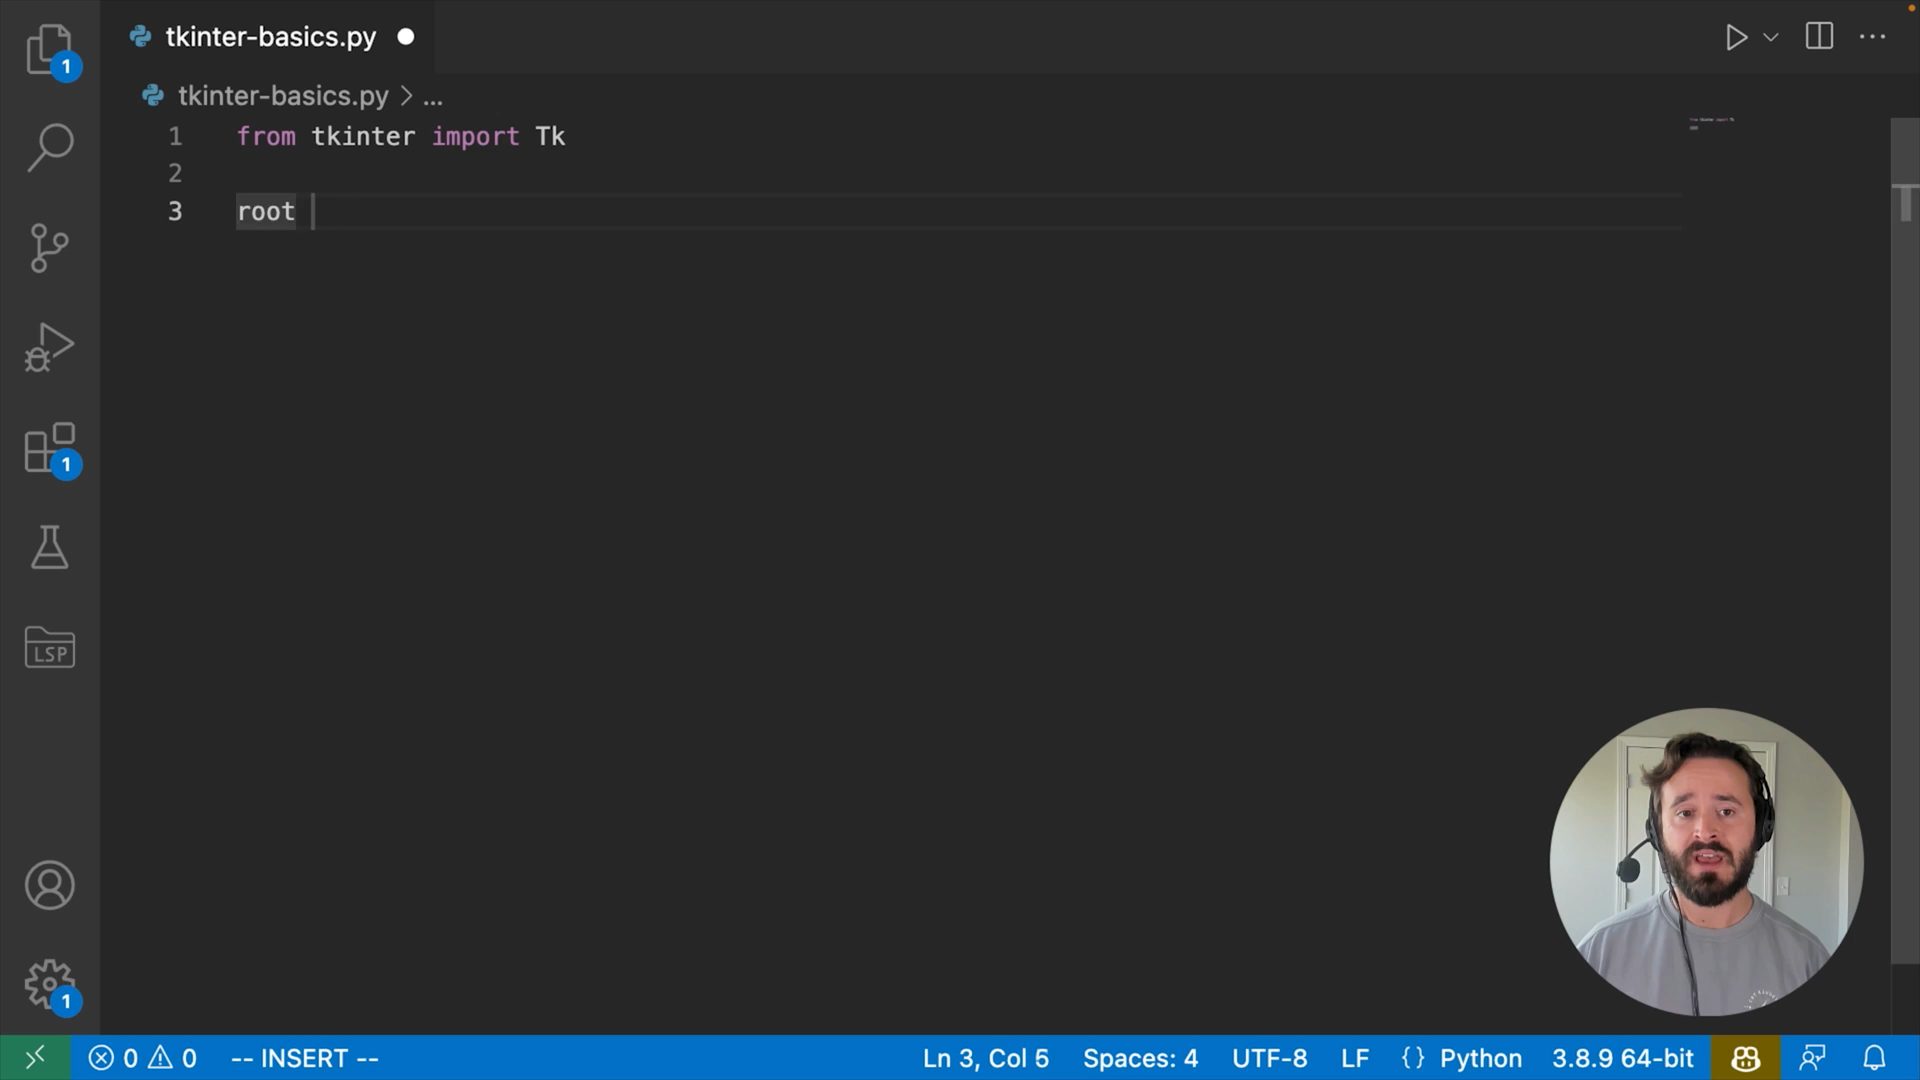 tkinter-basics.py
1
tkinter-basics.py > ...
1 from tkinter import Tk
2
3 root
1
LSP
1
0 0 -- INSERT -- Ln 3, Col 5 Spaces: 4 UTF-8 LF {} Python 3.8.9 64-bit